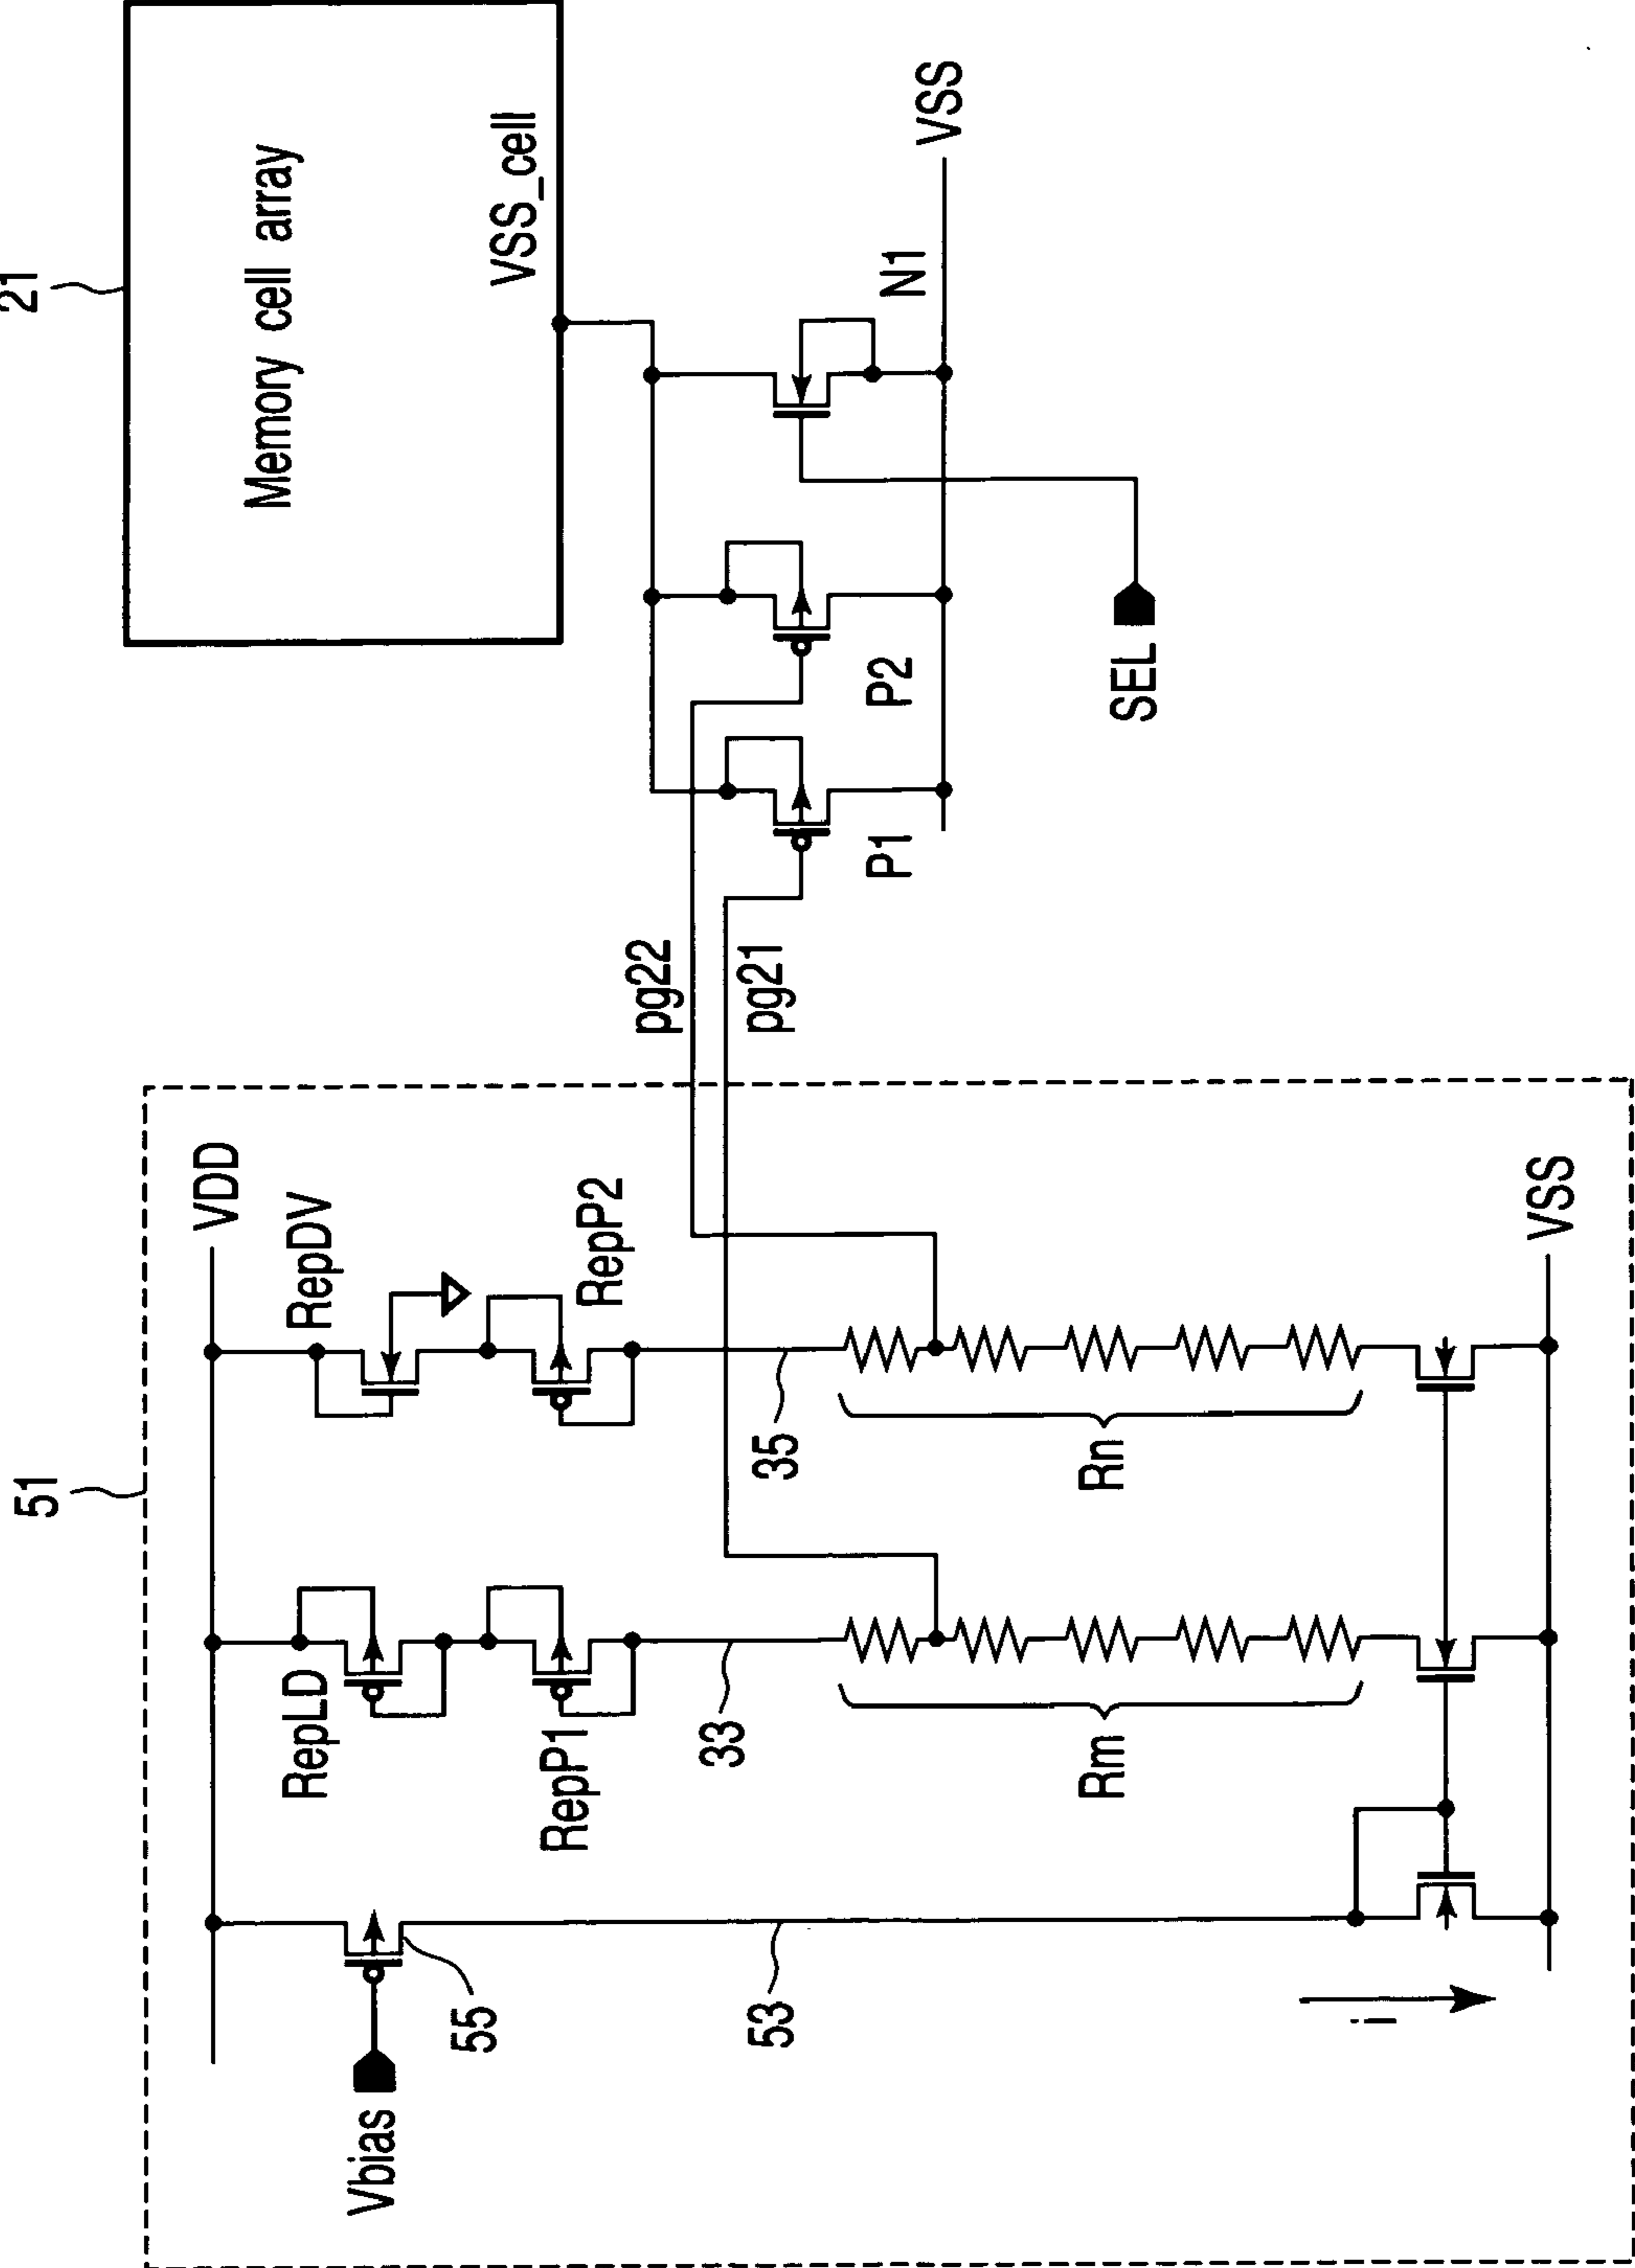 21
Memory cell array
VSS_cell
VSS
N1
P2
P1
SEL
pg22
pg21
51
VDD
RepDV
RepP2
RepLD
RepP1
35
33
Rn
Rm
VSS
Vbias
55
53
i